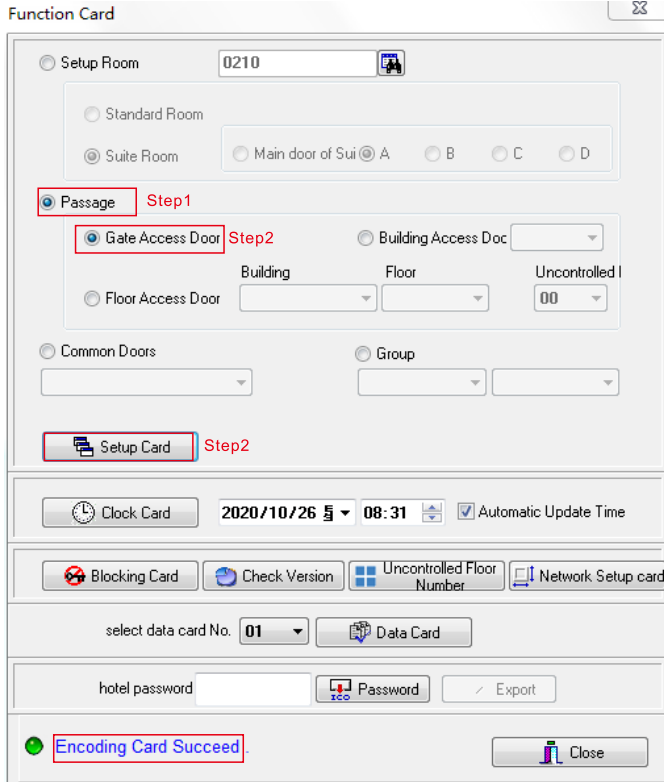 Function Card
Setup Room 0210
Standard Room
Suite Room Main door of Sui A B C D
Passage Step1
Gate Access Door Step2 Building Access Doc
Building Floor Uncontrolled
Floor Access Door 00
Common Doors Group
Setup Card Step2
Clock Card 2020/10/26 08:31 Automatic Update Time
Blocking Card Check Version Uncontrolled Floor Number Network Setup card
select data card No. 01 Data Card
hotel password ICO Password Export
Encoding Card Succeed . Close